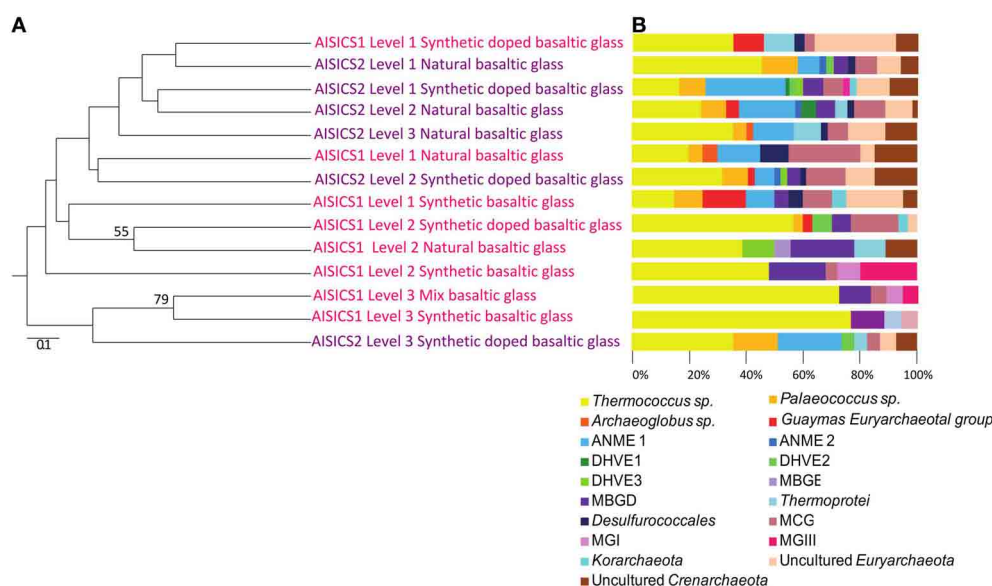 A
B
AISICS1 Level 1 Synthetic doped basaltic glass
AISICS2 Level 1 Natural basaltic glass
AISICS2 Level 1 Synthetic doped basaltic glass
AISICS2 Level 2 Natural basaltic glass
AISICS2 Level 3 Natural basaltic glass
AISICS1 Level 1 Natural basaltic glass
AISICS2 Level 2 Synthetic doped basaltic glass
AISICS1 Level 1 Synthetic basaltic glass
AISICS1 Level 2 Synthetic doped basaltic glass
55
AISICS1 Level 2 Natural basaltic glass
AISICS1 Level 2 Synthetic basaltic glass
79
AISICS1 Level 3 Mix basaltic glass
AISICS1 Level 3 Synthetic basaltic glass
AISICS2 Level 3 Synthetic doped basaltic glass
0.1
0% 20% 40% 60% 80% 100%
Thermococcus sp. Palaeococcus sp.
Archaeoglobus sp. Guaymas Euryarchaeotal group
ANME 1 ANME 2
DHVE1 DHVE2
DHVE3 MBGE
MBGD Thermoprotei
Desulfurococcales MCG
MGI MGIII
Korarchaeota Uncultured Euryarchaeota
Uncultured Crenarchaeota